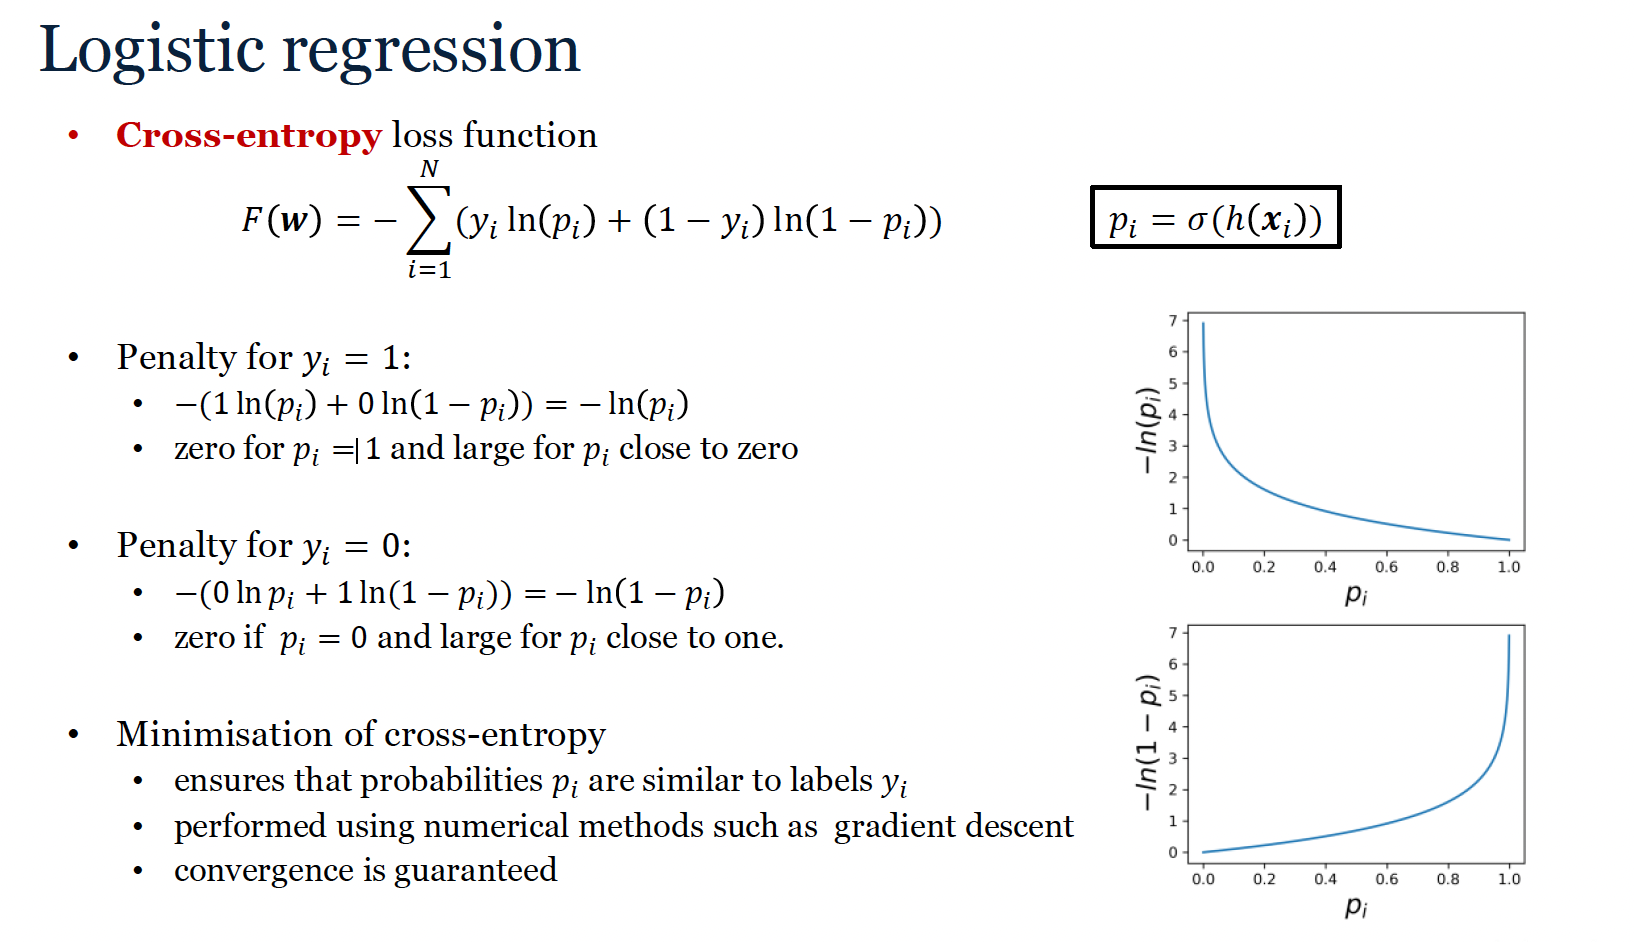 Logistic regression
• Cross-entropy loss function
F(w) = − ∑_{i=1}^{N} (y_i ln(p_i) + (1 − y_i) ln(1 − p_i))
p_i = σ(h(x_i))
• Penalty for y_i = 1:
• −(1 ln(p_i) + 0 ln(1 − p_i)) = − ln(p_i)
• zero for p_i = 1 and large for p_i close to zero
• Penalty for y_i = 0:
• −(0 ln p_i + 1 ln(1 − p_i)) = − ln(1 − p_i)
• zero if p_i = 0 and large for p_i close to one.
• Minimisation of cross-entropy
• ensures that probabilities p_i are similar to labels y_i
• performed using numerical methods such as gradient descent
• convergence is guaranteed
−ln(p_i)
7
6
5
4
3
2
1
0
0.0 0.2 0.4 0.6 0.8 1.0
p_i
−ln(1 − p_i)
7
6
5
4
3
2
1
0
0.0 0.2 0.4 0.6 0.8 1.0
p_i